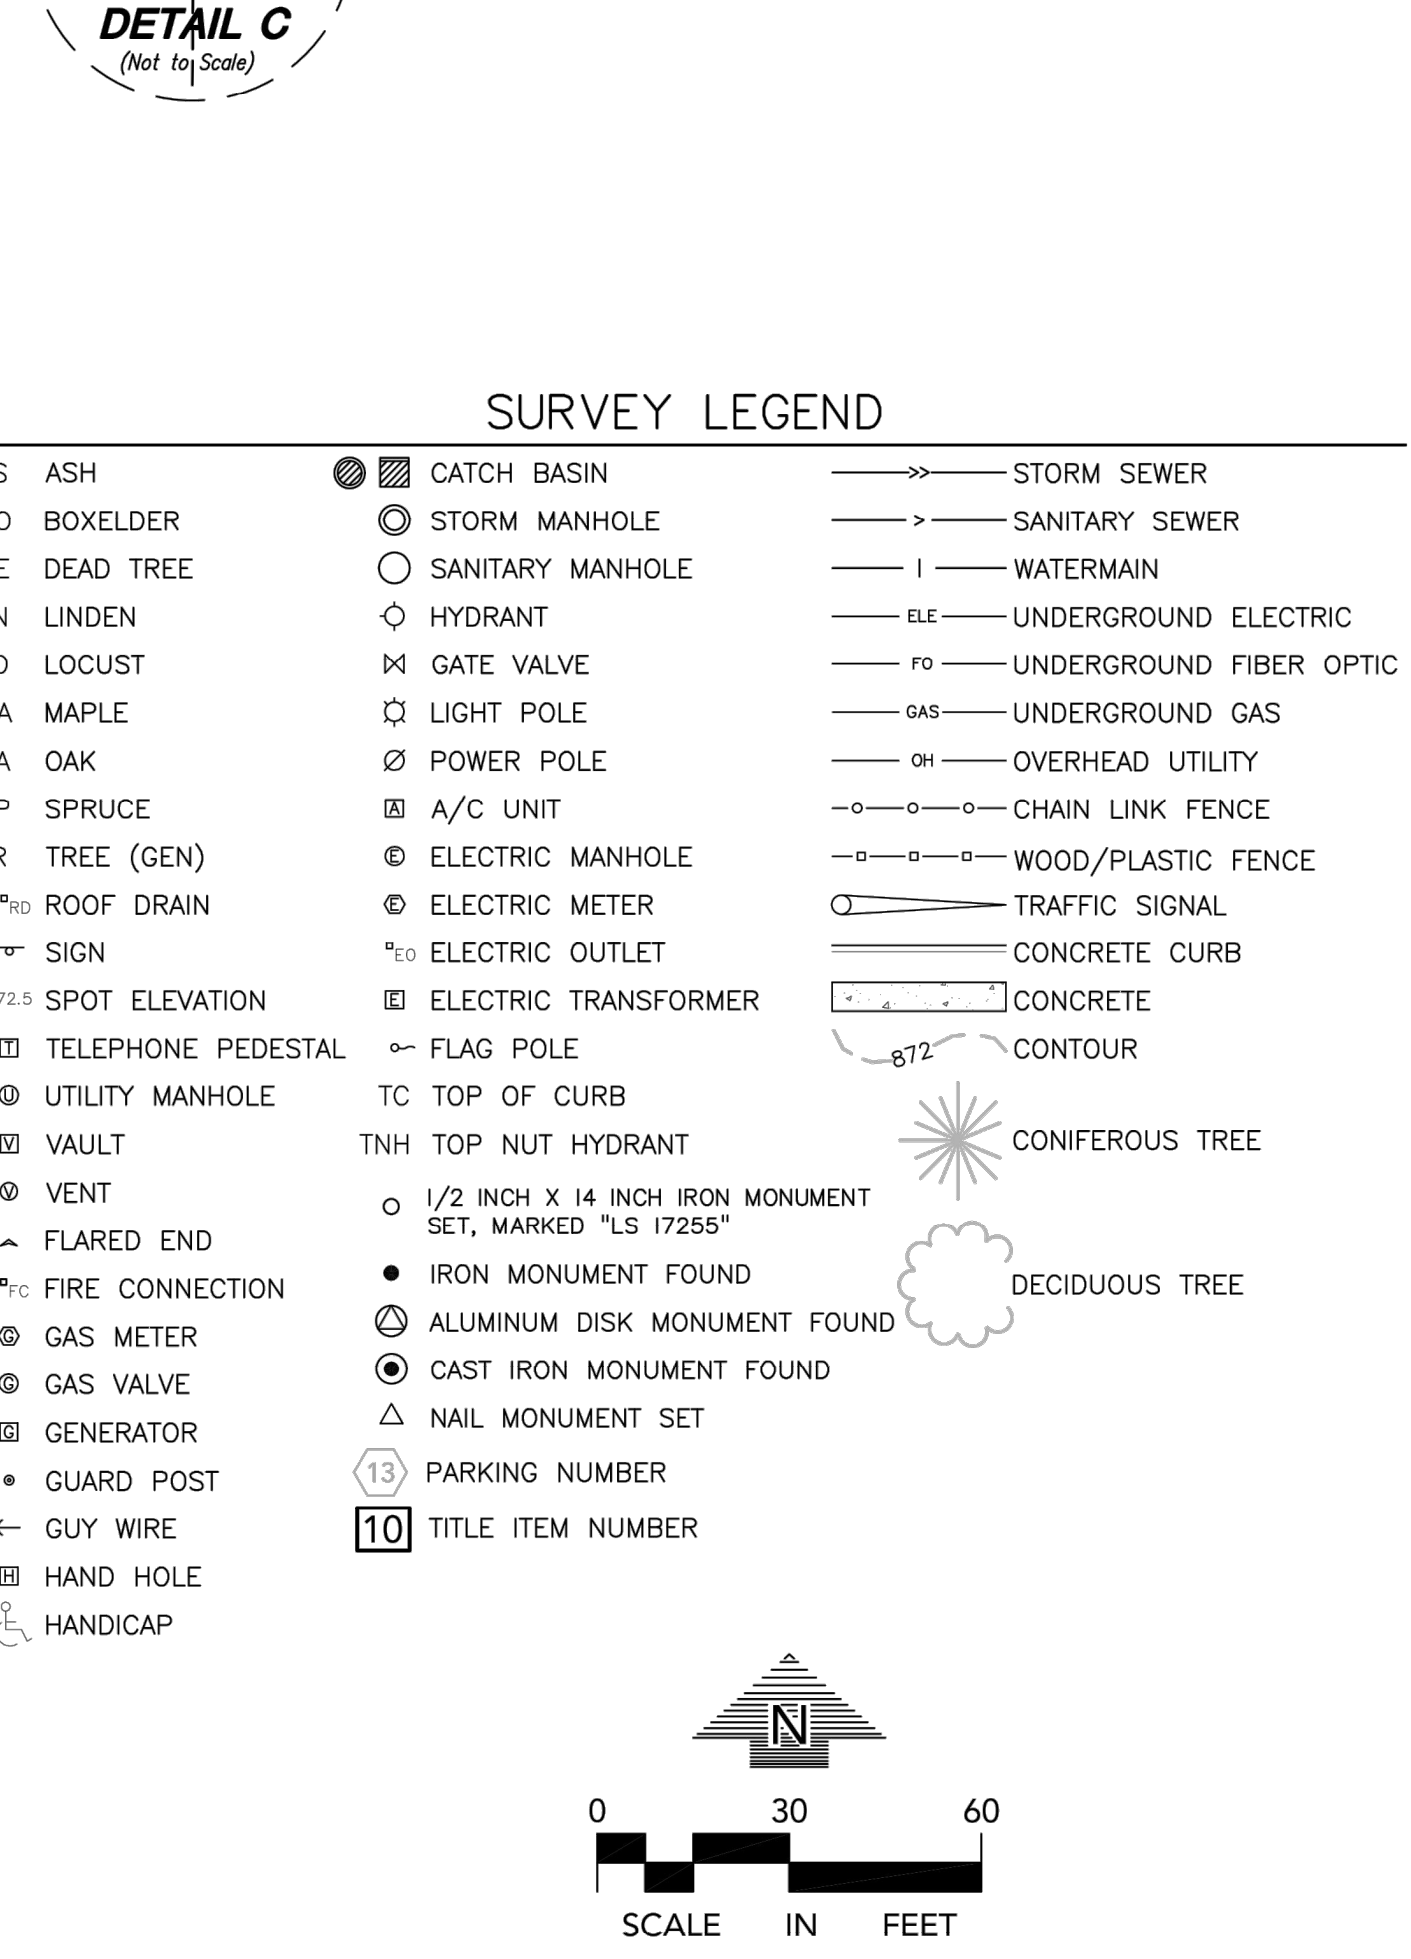 DETAIL C
(Not to Scale)
SURVEY LEGEND
S ASH
O BOXELDER
E DEAD TREE
N LINDEN
O LOCUST
A MAPLE
A OAK
P SPRUCE
R TREE (GEN)
RD ROOF DRAIN
SIGN
72.5 SPOT ELEVATION
T TELEPHONE PEDESTAL
U UTILITY MANHOLE
V VAULT
V VENT
FLARED END
FC FIRE CONNECTION
G GAS METER
G GAS VALVE
G GENERATOR
GUARD POST
GUY WIRE
H HAND HOLE
HANDICAP
CATCH BASIN
STORM MANHOLE
SANITARY MANHOLE
HYDRANT
GATE VALVE
LIGHT POLE
POWER POLE
A A/C UNIT
E ELECTRIC MANHOLE
E ELECTRIC METER
EO ELECTRIC OUTLET
E ELECTRIC TRANSFORMER
FLAG POLE
TC TOP OF CURB
TNH TOP NUT HYDRANT
1/2 INCH X 14 INCH IRON MONUMENT
SET, MARKED "LS 17255"
IRON MONUMENT FOUND
ALUMINUM DISK MONUMENT FOUND
CAST IRON MONUMENT FOUND
NAIL MONUMENT SET
13 PARKING NUMBER
10 TITLE ITEM NUMBER
>> STORM SEWER
> SANITARY SEWER
I WATERMAIN
ELE UNDERGROUND ELECTRIC
FO UNDERGROUND FIBER OPTIC
GAS UNDERGROUND GAS
OH OVERHEAD UTILITY
CHAIN LINK FENCE
WOOD/PLASTIC FENCE
TRAFFIC SIGNAL
CONCRETE CURB
CONCRETE
872 CONTOUR
CONIFEROUS TREE
DECIDUOUS TREE
N
0 30 60
SCALE IN FEET